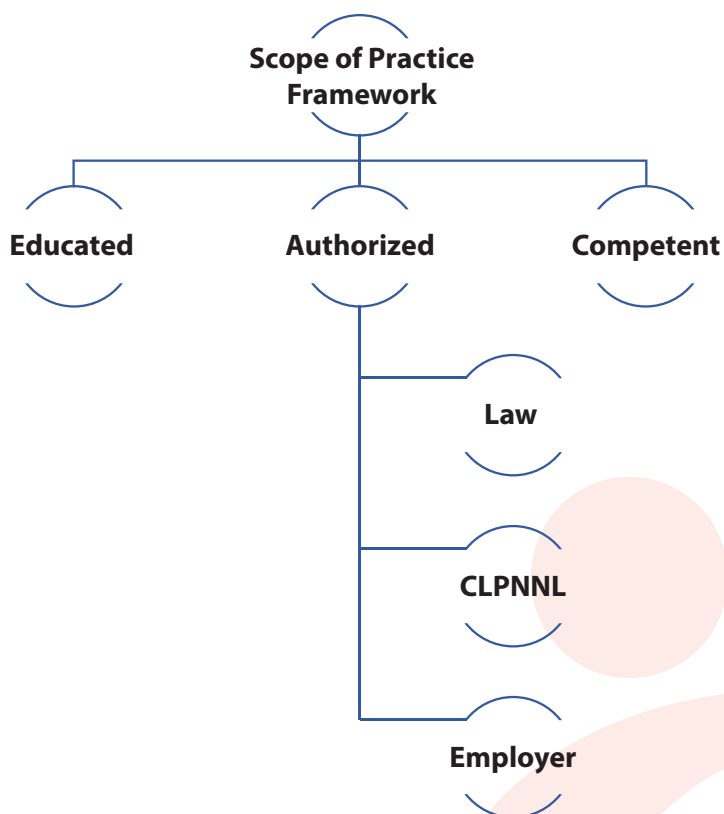 Scope of Practice
Framework
Educated
Authorized
Competent
Law
CLPNNL
Employer